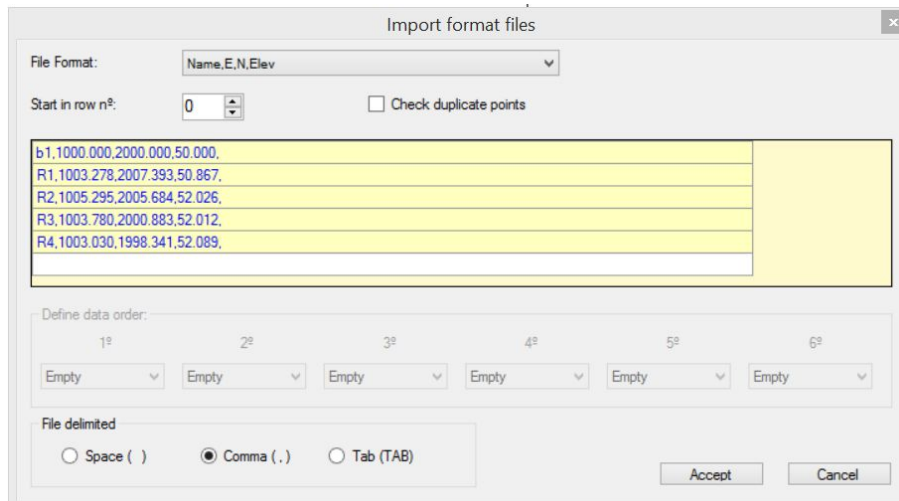 Import format files
x
File Format:
Name,E,N,Elev
Start in row nº:
0
Check duplicate points
b1,1000.000,2000.000,50.000,
R1,1003.278,2007.393,50.867,
R2,1005.295,2005.684,52.026,
R3,1003.780,2000.883,52.012,
R4,1003.030,1998.341,52.089,
Define data order:
1º 2º 3º 4º 5º 6º
Empty Empty Empty Empty Empty Empty
File delimited
Space ( ) Comma ( , ) Tab (TAB)
Accept Cancel